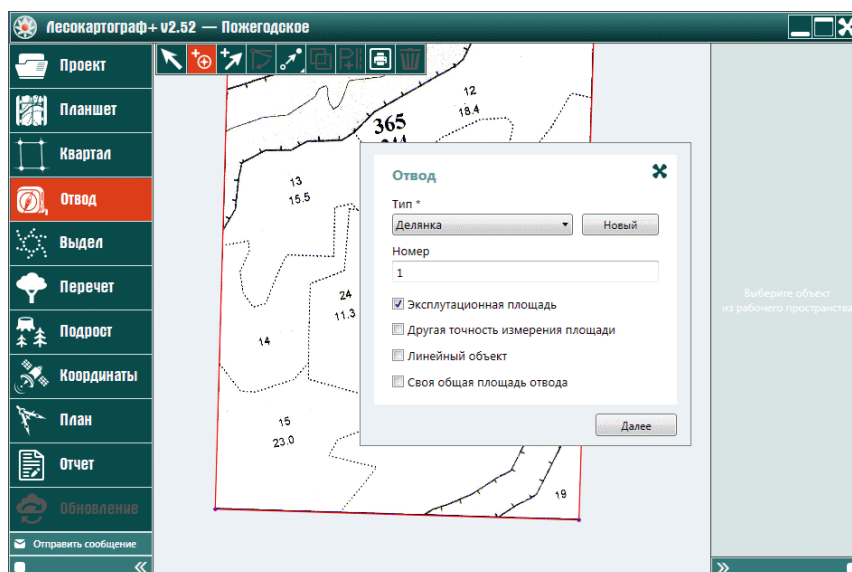 Лесокартограф+ v2.52 — Пожегодское
Проект
Планшет
Квартал
Отвод
Выдел
Перечет
Подрост
Координаты
План
Отчет
Обновление
Отправить сообщение
12
18.4
365
13
15.5
24
11.3
14
15
23.0
19
Отвод
Тип *
Делянка
Новый
Номер
1
Эксплутационная площадь
Другая точность измерения площади
Линейный объект
Своя общая площадь отвода
Далее
Выберите объект
из рабочего пространства